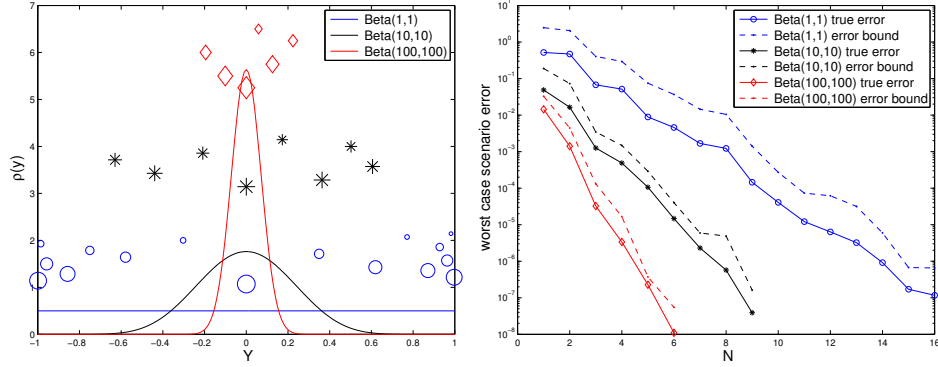 Beta(1,1)
Beta(10,10)
Beta(100,100)
ρ(y)
7
6
5
4
3
2
1
0
-1 -0.8 -0.6 -0.4 -0.2 0 0.2 0.4 0.6 0.8 1
Y
Beta(1,1) true error
Beta(1,1) error bound
Beta(10,10) true error
Beta(10,10) error bound
Beta(100,100) true error
Beta(100,100) error bound
worst case scenario error
10^1
10^0
10^-1
10^-2
10^-3
10^-4
10^-5
10^-6
10^-7
10^-8
0 2 4 6 8 10 12 14 16
N